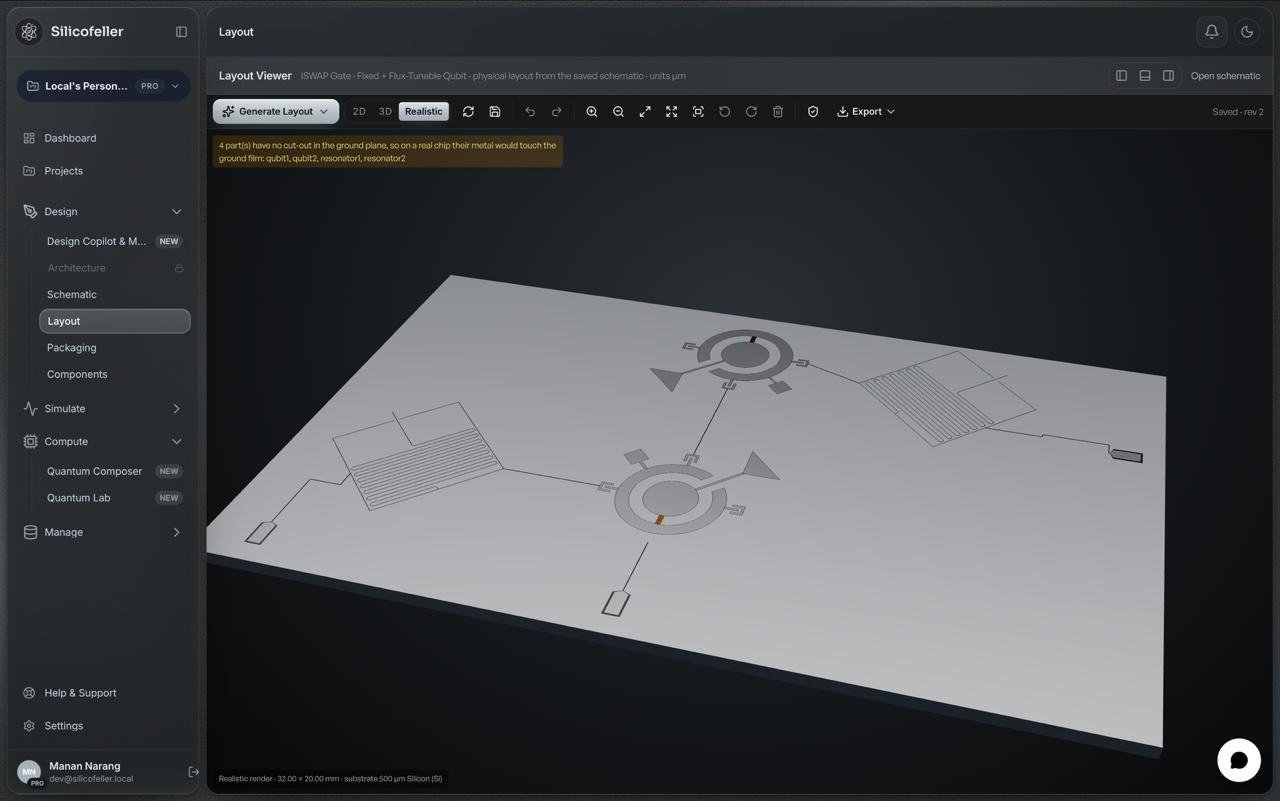 Silicofeller
Layout
Local's Person... PRO
Layout Viewer ISWAP Gate · Fixed + Flux-Tunable Qubit · physical layout from the saved schematic · units µm Open schematic
Generate Layout 2D 3D Realistic Export Saved · rev 2
4 part(s) have no cut-out in the ground plane, so on a real chip their metal would touch the
ground film: qubit1, qubit2, resonator1, resonator2
Dashboard
Projects
Design
Design Copilot & M... NEW
Architecture
Schematic
Layout
Packaging
Components
Simulate
Compute
Quantum Composer NEW
Quantum Lab NEW
Manage
Help & Support
Settings
MN PRO
Manan Narang
dev@silicofeller.local
Realistic render · 32.00 × 20.00 mm · substrate 500 µm Silicon (Si)